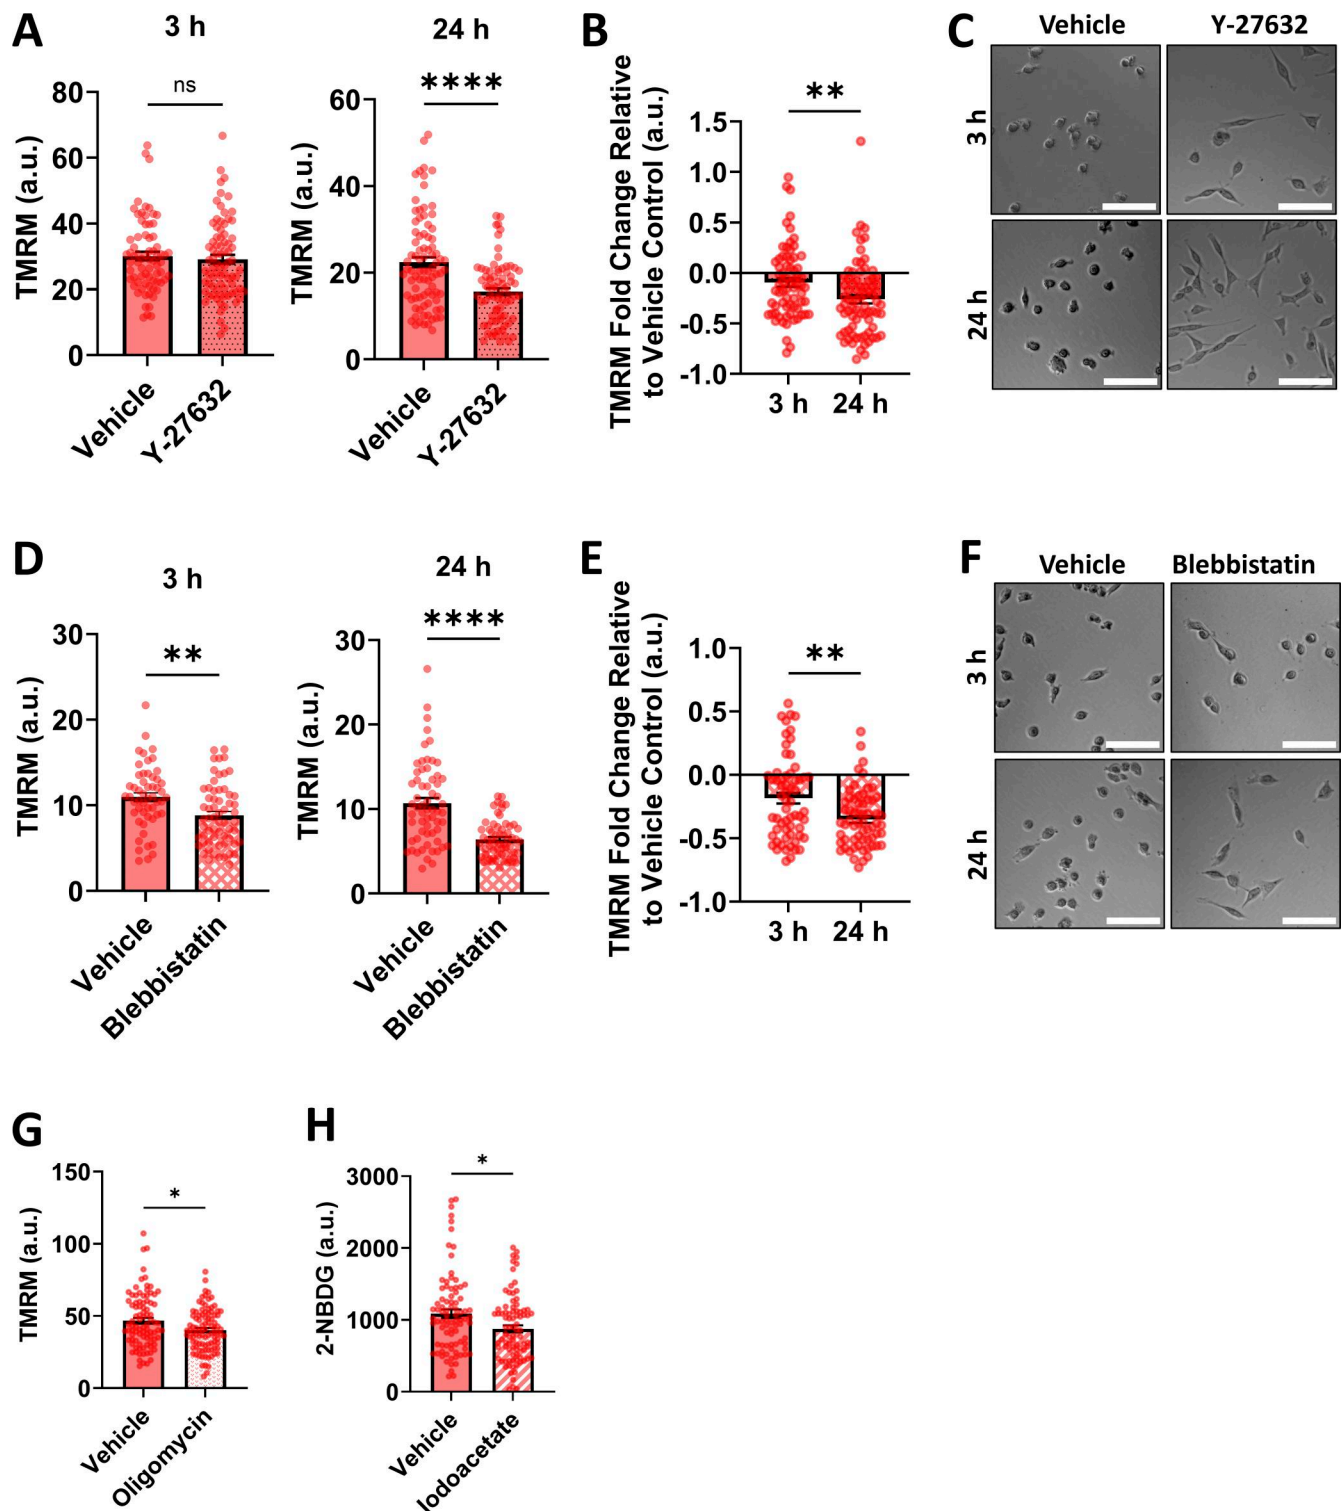 A
3 h
24 h
ns
****
TMRM (a.u.)
80
60
40
20
0
Vehicle
Y-27632
TMRM (a.u.)
60
40
20
0
Vehicle
Y-27632
B
**
TMRM Fold Change Relative
to Vehicle Control (a.u.)
1.5
1.0
0.5
0.0
-0.5
-1.0
3 h
24 h
C
Vehicle
Y-27632
3 h
24 h
D
3 h
24 h
**
****
TMRM (a.u.)
30
20
10
0
Vehicle
Blebbistatin
TMRM (a.u.)
30
20
10
0
Vehicle
Blebbistatin
E
**
TMRM Fold Change Relative
to Vehicle Control (a.u.)
1.0
0.5
0.0
-0.5
-1.0
3 h
24 h
F
Vehicle
Blebbistatin
3 h
24 h
G
*
TMRM (a.u.)
150
100
50
0
Vehicle
Oligomycin
H
*
2-NBDG (a.u.)
3000
2000
1000
0
Vehicle
Iodoacetate